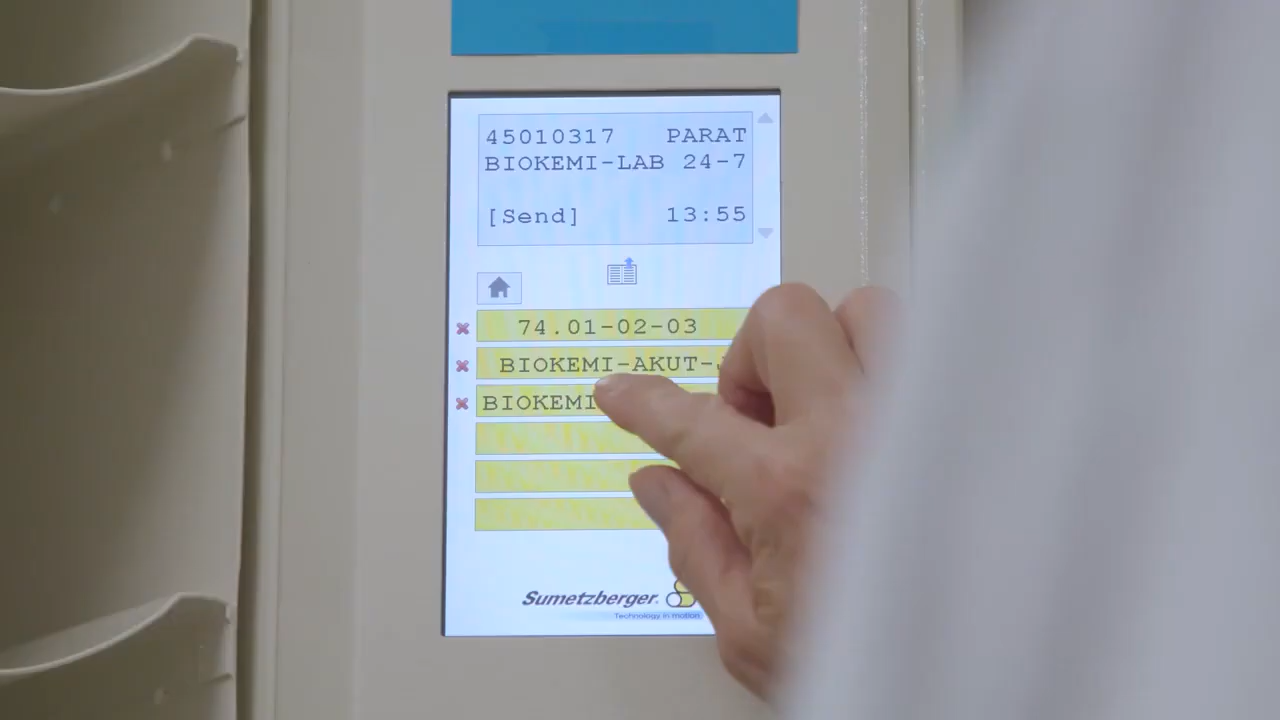 45010317 PARAT
BIOKEMI-LAB 24-7
[Send] 13:55
74.01-02-03
BIOKEMI-AKUT-
BIOKEMI
Sumetzberger.
Technology in motion